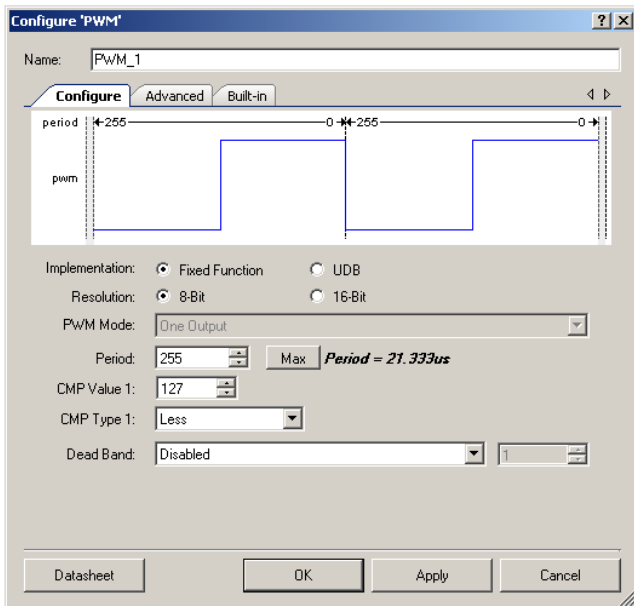 Configure 'PWM'
Name: PWM_1
Configure Advanced Built-in
period 255 0 255 0
pwm
Implementation: Fixed Function UDB
Resolution: 8-Bit 16-Bit
PWM Mode: One Output
Period: 255 Max Period = 21.333us
CMP Value 1: 127
CMP Type 1: Less
Dead Band: Disabled 1
Datasheet OK Apply Cancel